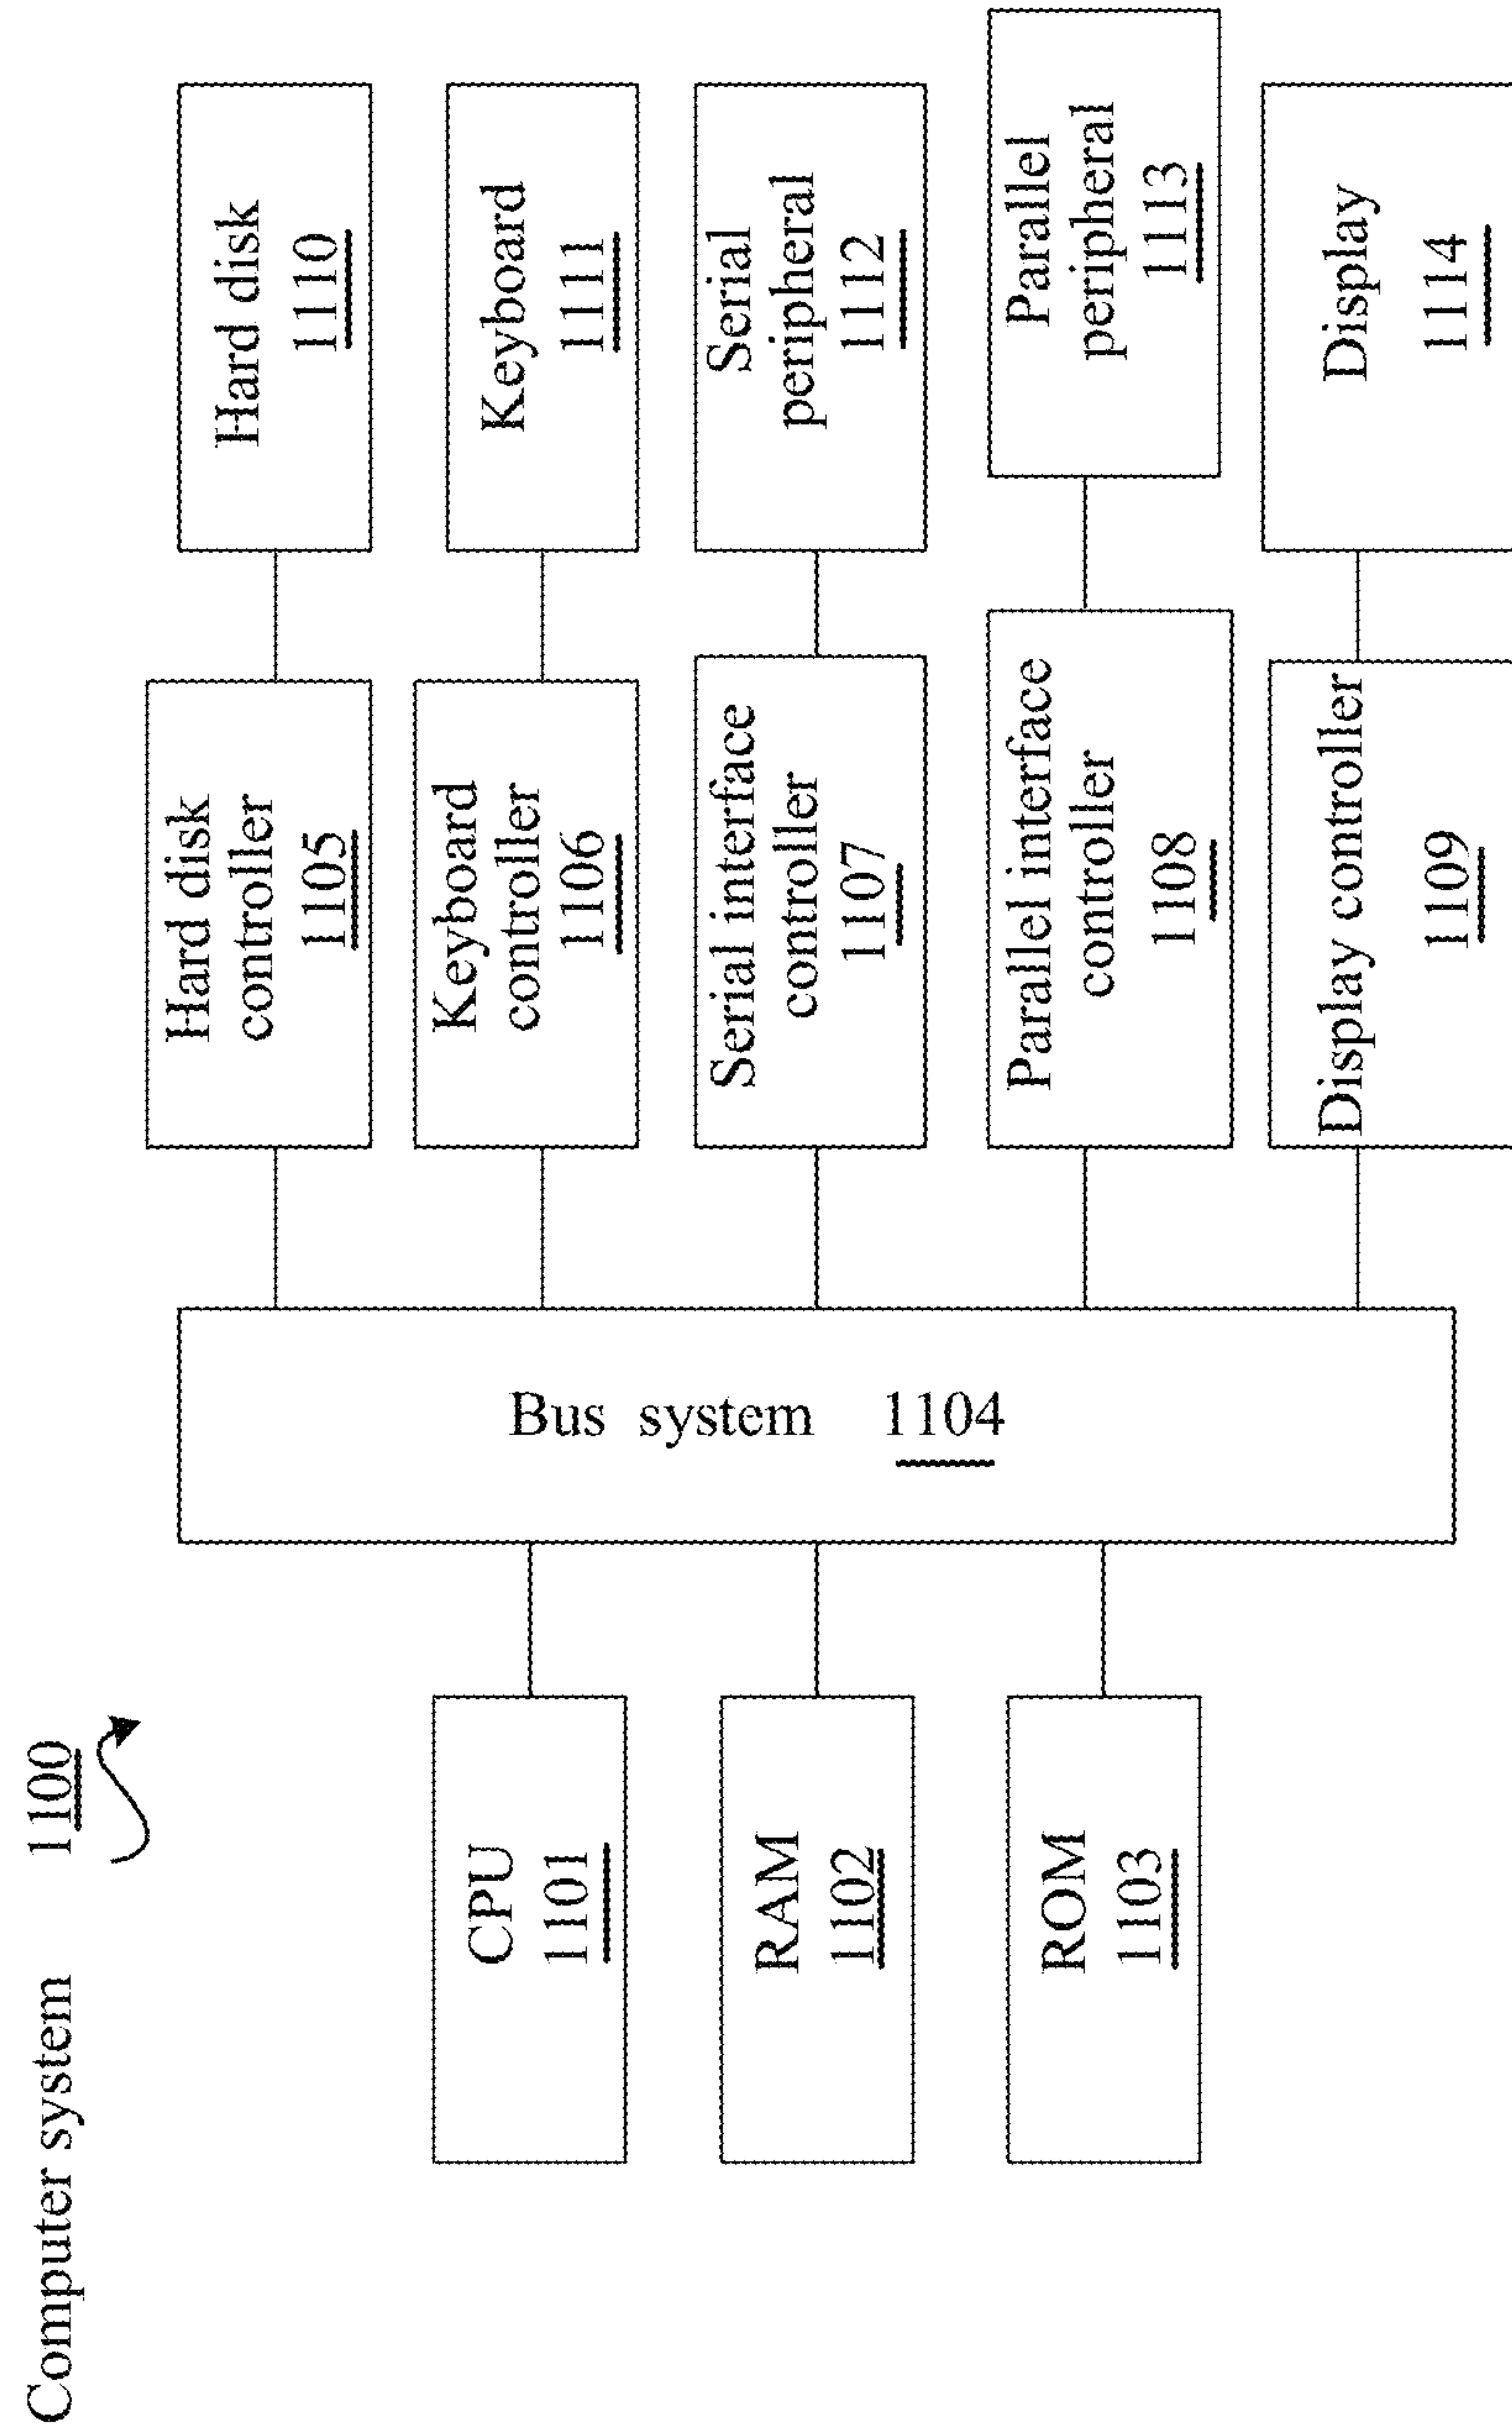 Computer system 1100
CPU
1101
RAM
1102
ROM
1103
Bus system 1104
Hard disk
controller
1105
Keyboard
controller
1106
Serial interface
controller
1107
Parallel interface
controller
1108
Display controller
1109
Hard disk
1110
Keyboard
1111
Serial
peripheral
1112
Parallel
peripheral
1113
Display
1114